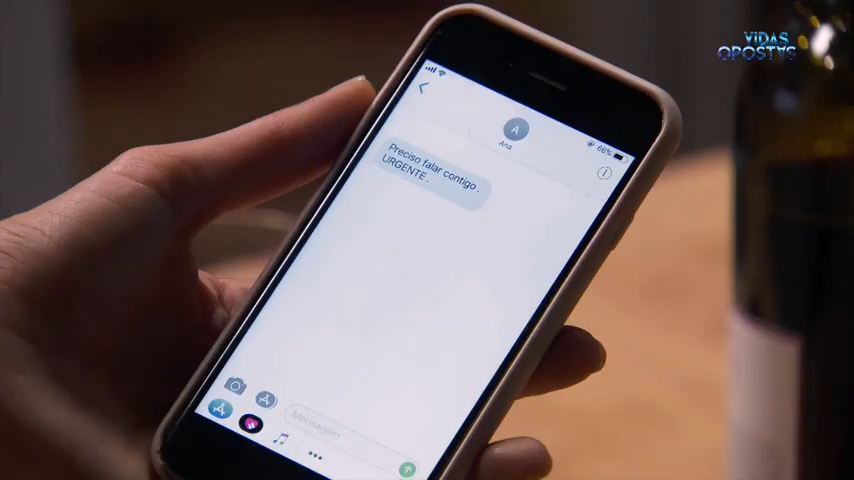 VIDAS
OPOSTAS
66%
A
Ana
Preciso falar contigo.
URGENTE.
Mensagem